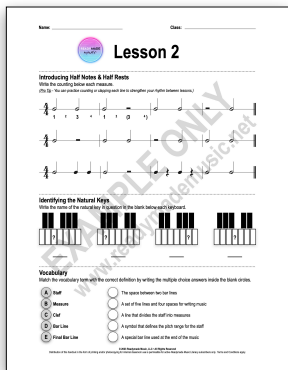 Name: Class:
Lesson 2
Introducing Half Notes & Half Rests
Write the counting below each measure.
(Pro Tip - You can practice counting or clapping each line to strengthen your rhythm between lessons.)
EXAMPLE ONLY
www.readymademusic.net
Identifying the Natural Keys
Write the name of the natural key in question in the blank below each keyboard.
? ? ? ?
Vocabulary
Match the vocabulary term with the correct definition by writing the multiple choice answers inside the blank circles.
A Staff The space between two bar lines
B Measure A set of five lines and four spaces for writing music
C Clef A line that divides the staff into measures
D Bar Line A symbol that defines the pitch range for the staff
E Final Bar Line A special bar line used at the end of the music